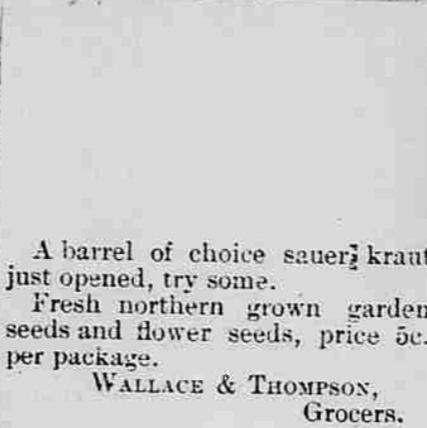 A barrel of choice sauer kraut
just opened, try some.
Fresh northern grown garden
seeds and flower seeds, price 5c.
per package.
WALLACE & THOMPSON,
Grocers.